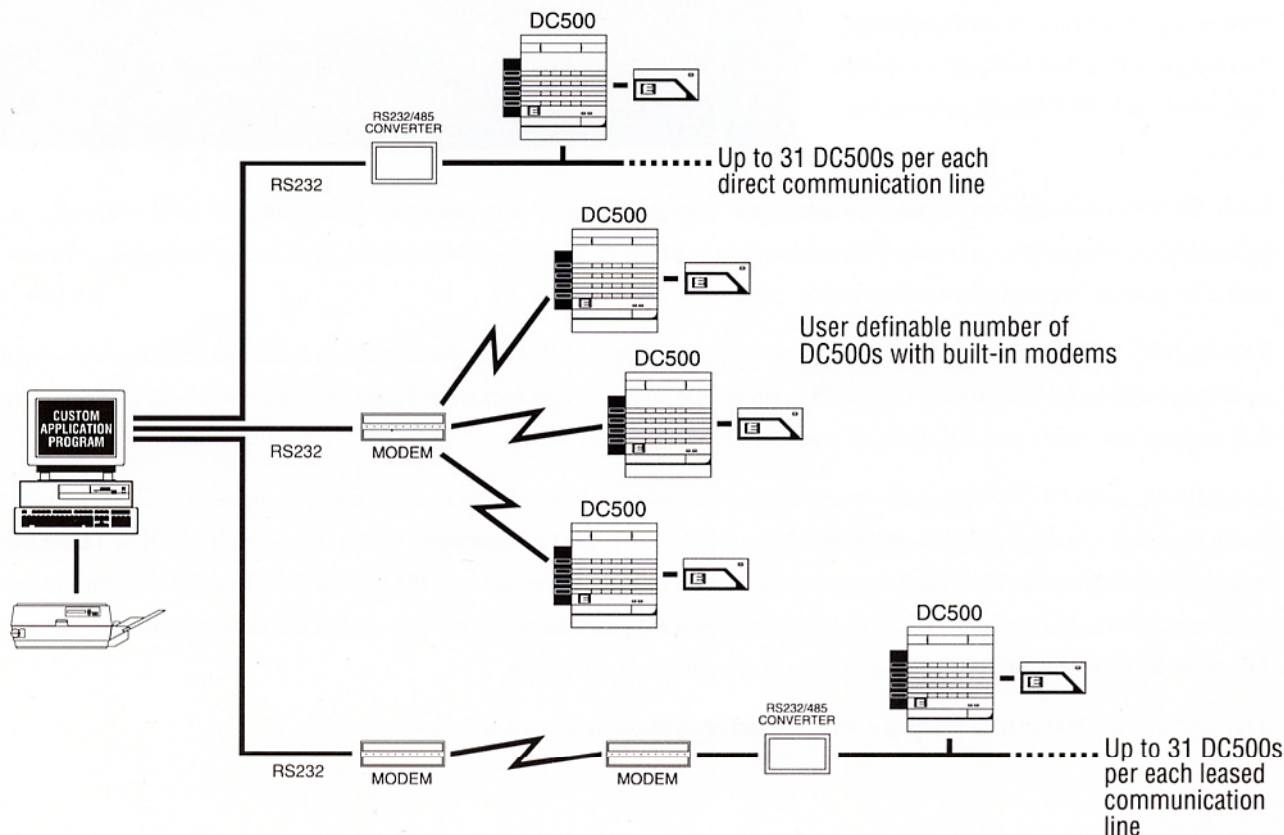 DC500
RS232/485
CONVERTER
RS232
Up to 31 DC500s per each
direct communication line
DC500
User definable number of
DC500s with built-in modems
DC500
CUSTOM
APPLICATION
PROGRAM
RS232
MODEM
DC500
DC500
RS232/485
CONVERTER
RS232
MODEM
MODEM
Up to 31 DC500s
per each leased
communication
line